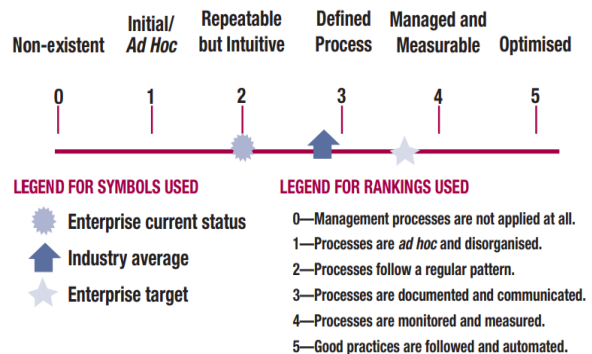 Non-existent
Initial/
Ad Hoc
Repeatable
but Intuitive
Defined
Process
Managed and
Measurable
Optimised
0 1 2 3 4 5
LEGEND FOR SYMBOLS USED
Enterprise current status
Industry average
Enterprise target
LEGEND FOR RANKINGS USED
0—Management processes are not applied at all.
1—Processes are ad hoc and disorganised.
2—Processes follow a regular pattern.
3—Processes are documented and communicated.
4—Processes are monitored and measured.
5—Good practices are followed and automated.